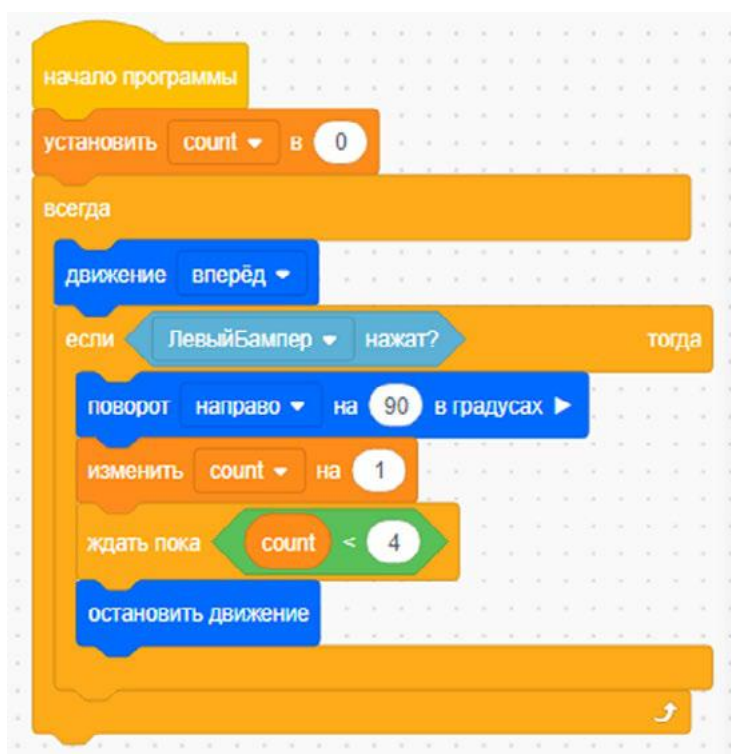 начало программы
установить count в 0
всегда
движение вперёд
если ЛевыйБампер нажат? тогда
поворот направо на 90 в градусах
изменить count на 1
ждать пока count < 4
остановить движение